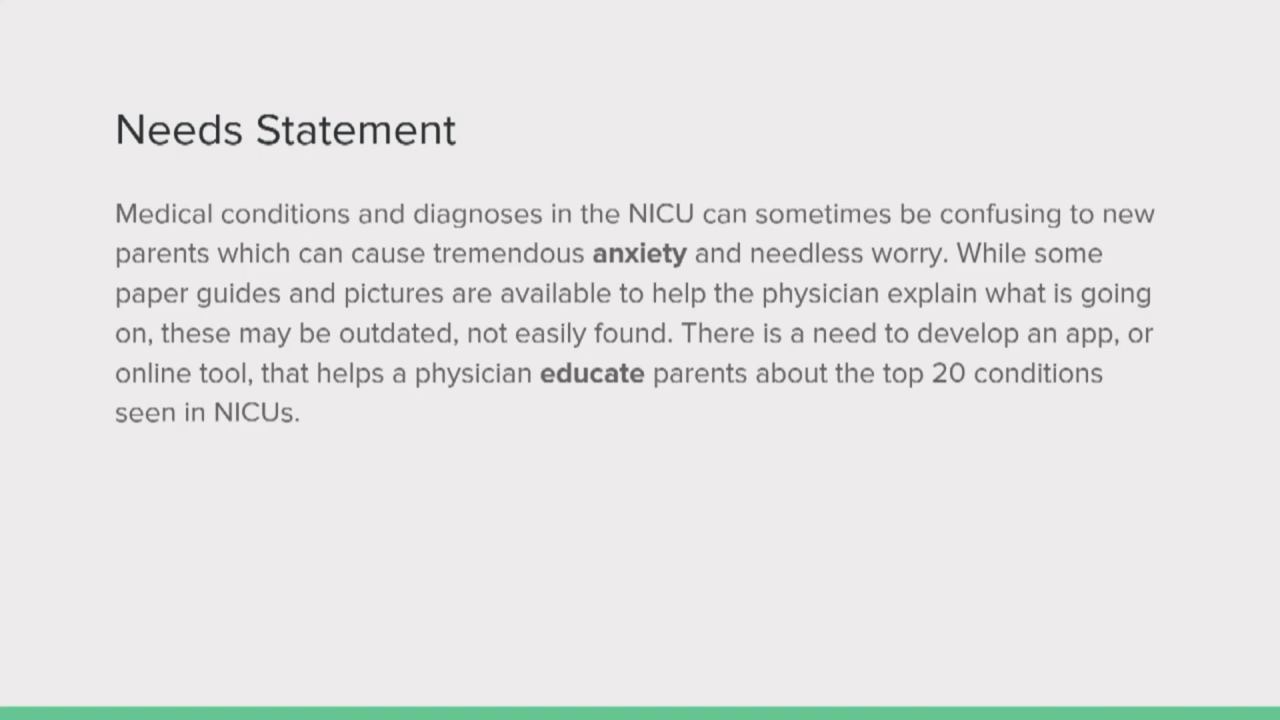 Needs Statement
Medical conditions and diagnoses in the NICU can sometimes be confusing to new
parents which can cause tremendous anxiety and needless worry. While some
paper guides and pictures are available to help the physician explain what is going
on, these may be outdated, not easily found. There is a need to develop an app, or
online tool, that helps a physician educate parents about the top 20 conditions
seen in NICUs.